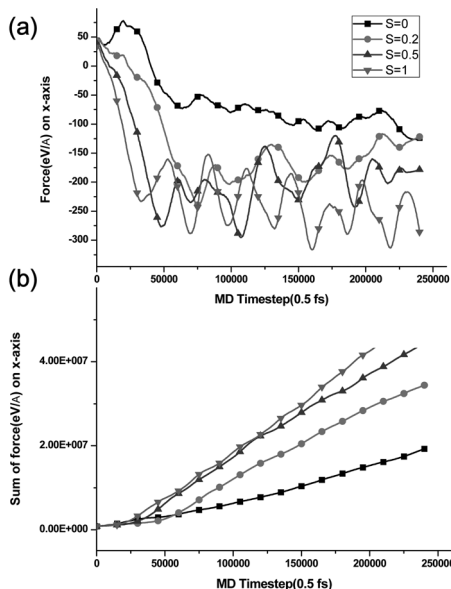 (a)
S=0
S=0.2
S=0.5
S=1
Force(eV/A) on x-axis
100
50
0
-50
-100
-150
-200
-250
-300
0 50000 100000 150000 200000 250000
MD Timestep(0.5 fs)
(b)
Sum of force(eV/A) on x-axis
4.00E+007
2.00E+007
0.00E+000
0 50000 100000 150000 200000 250000
MD Timestep(0.5 fs)